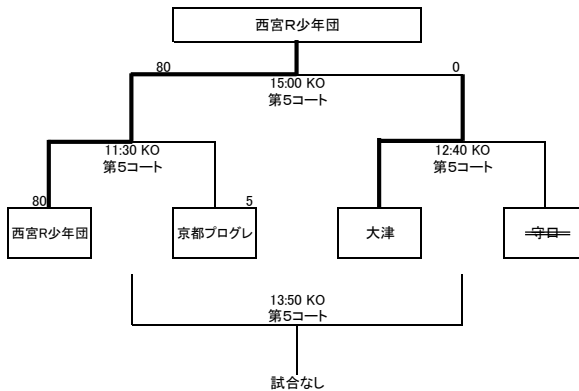 西宮R少年団
80
0
15:00 KO
第5コート
11:30 KO
第5コート
12:40 KO
第5コート
80
5
西宮R少年団
京都プログレ
大津
守口
13:50 KO
第5コート
試合なし